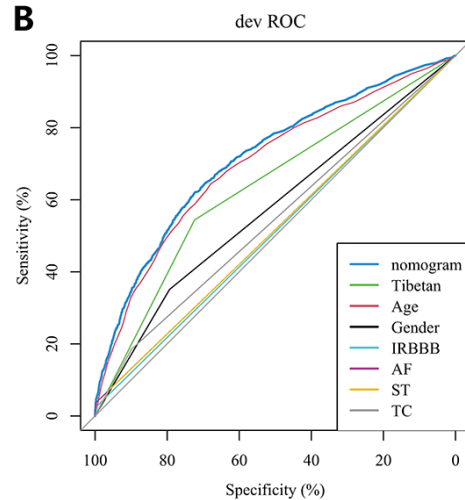 B
dev ROC
Sensitivity (%)
100
80
60
40
20
0
nomogram
Tibetan
Age
Gender
IRBBB
AF
ST
TC
100 80 60 40 20 0
Specificity (%)